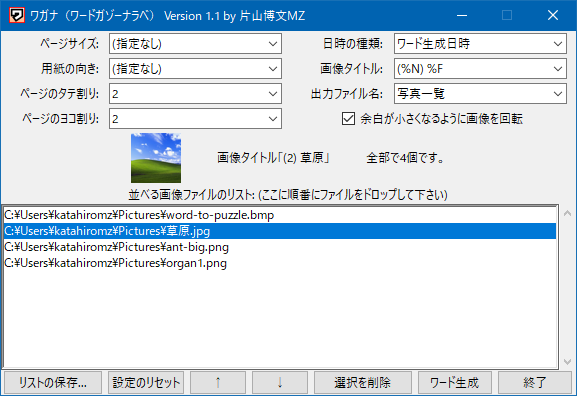 ワガナ（ワードガゾーナラベ） Version 1.1 by 片山博文MZ
ページサイズ: (指定なし) 日時の種類: ワード生成日時
用紙の向き: (指定なし) 画像タイトル: (%N) %F
ページのタテ割り: 2 出力ファイル名: 写真一覧
ページのヨコ割り: 2 余白が小さくなるように画像を回転
画像タイトル「(2) 草原」 全部で4個です。
並べる画像ファイルのリスト: (ここに順番にファイルをドロップして下さい)
C:¥Users¥katahiromz¥Pictures¥word-to-puzzle.bmp
C:¥Users¥katahiromz¥Pictures¥草原.jpg
C:¥Users¥katahiromz¥Pictures¥ant-big.png
C:¥Users¥katahiromz¥Pictures¥organ1.png
リストの保存... 設定のリセット ↑ ↓ 選択を削除 ワード生成 終了